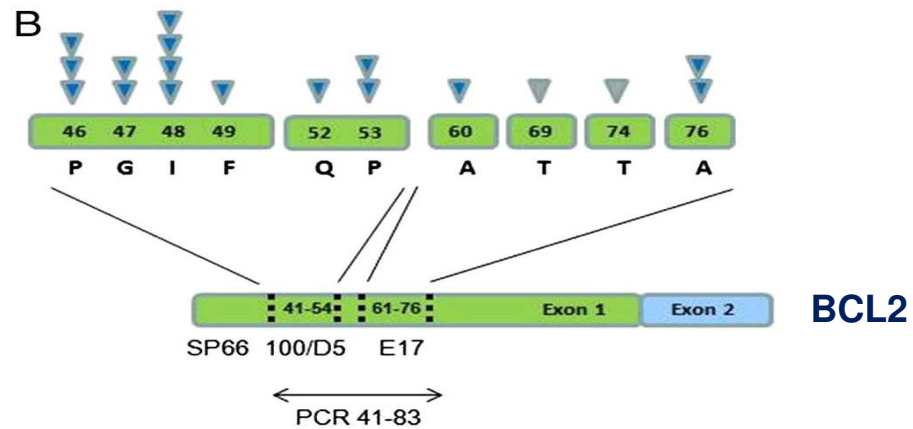 B
46 47 48 49 52 53 60 69 74 76
P G I F Q P A T T A
41-54 61-76 Exon 1 Exon 2 BCL2
SP66 100/D5 E17
PCR 41-83